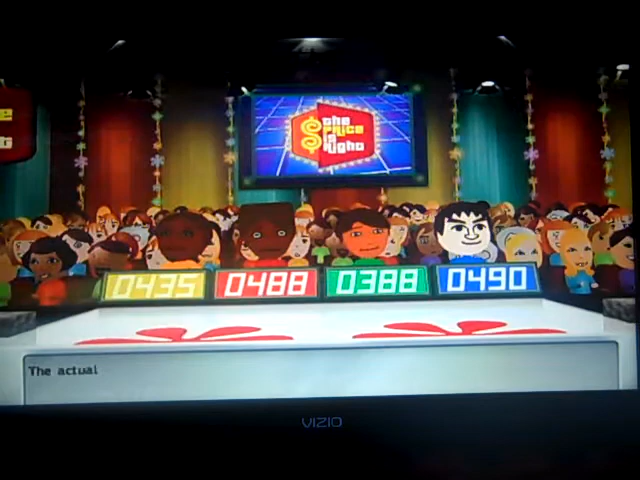 $ the
PRICE
is
Right
0435
0488
0388
0490
The actual
VIZIO